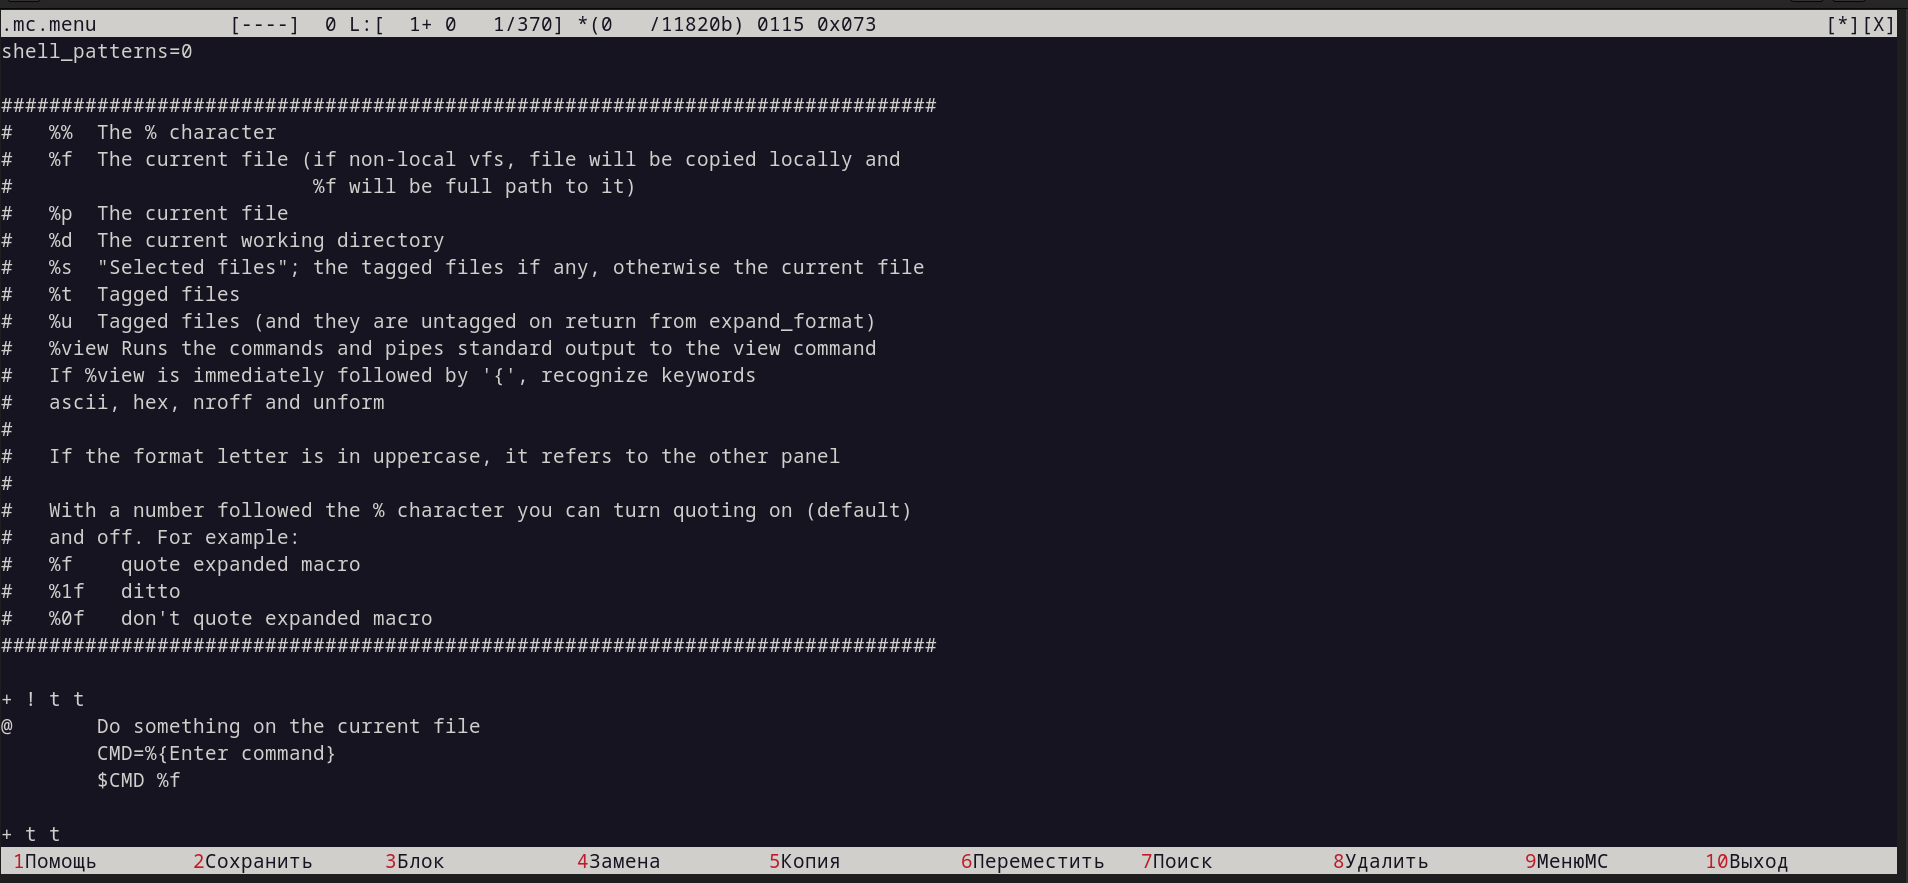 .mc.menu           [----]  0 L:[  1+ 0   1/370] *(0   /11820b) 0115 0x073                                                                               [*][X]
shell_patterns=0
##############################################################################
#   %%  The % character
#   %f  The current file (if non-local vfs, file will be copied locally and
#                         %f will be full path to it)
#   %p  The current file
#   %d  The current working directory
#   %s  "Selected files"; the tagged files if any, otherwise the current file
#   %t  Tagged files
#   %u  Tagged files (and they are untagged on return from expand_format)
#   %view Runs the commands and pipes standard output to the view command
#   If %view is immediately followed by '{', recognize keywords
#   ascii, hex, nroff and unform
#
#   If the format letter is in uppercase, it refers to the other panel
#
#   With a number followed the % character you can turn quoting on (default)
#   and off. For example:
#   %f    quote expanded macro
#   %1f   ditto
#   %0f   don't quote expanded macro
##############################################################################
+ ! t t
@       Do something on the current file
        CMD=%{Enter command}
        $CMD %f
+ t t
1Помощь 2Сохранить 3Блок 4Замена 5Копия 6Переместить 7Поиск 8Удалить 9МенюMC 10Выход